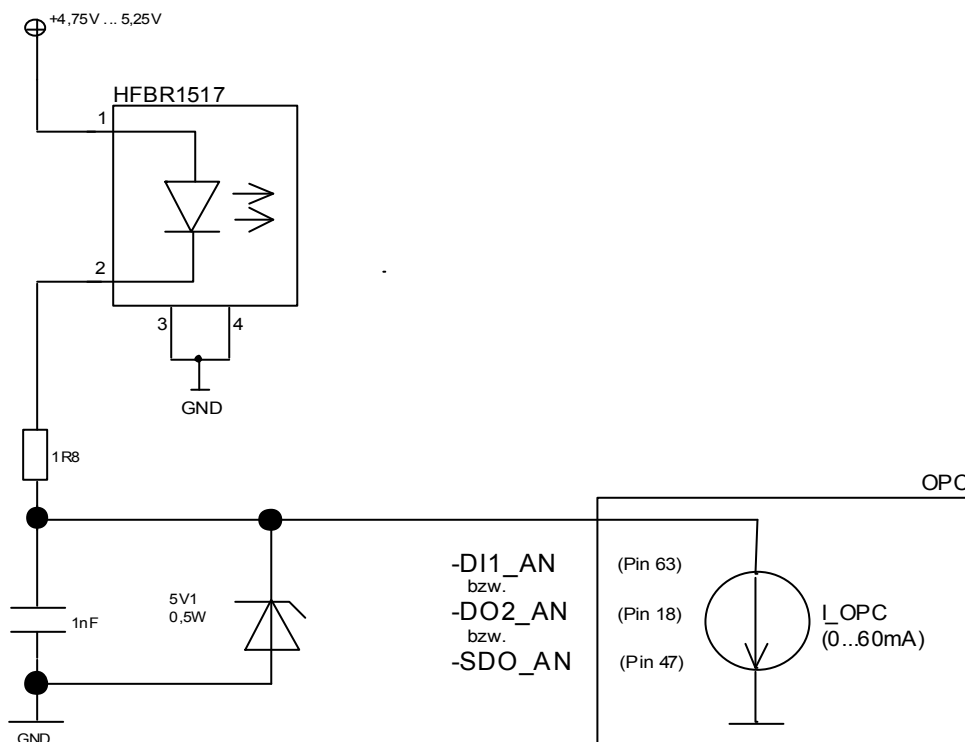 +4,75V ... 5,25V
HFBR1517
1
2
3 4
GND
1R8
OPC
-DI1_AN (Pin 63)
bzw.
5V1
0,5W
1nF
-DO2_AN (Pin 18)
bzw.
-SDO_AN (Pin 47)
I_OPC
(0...60mA)
GND